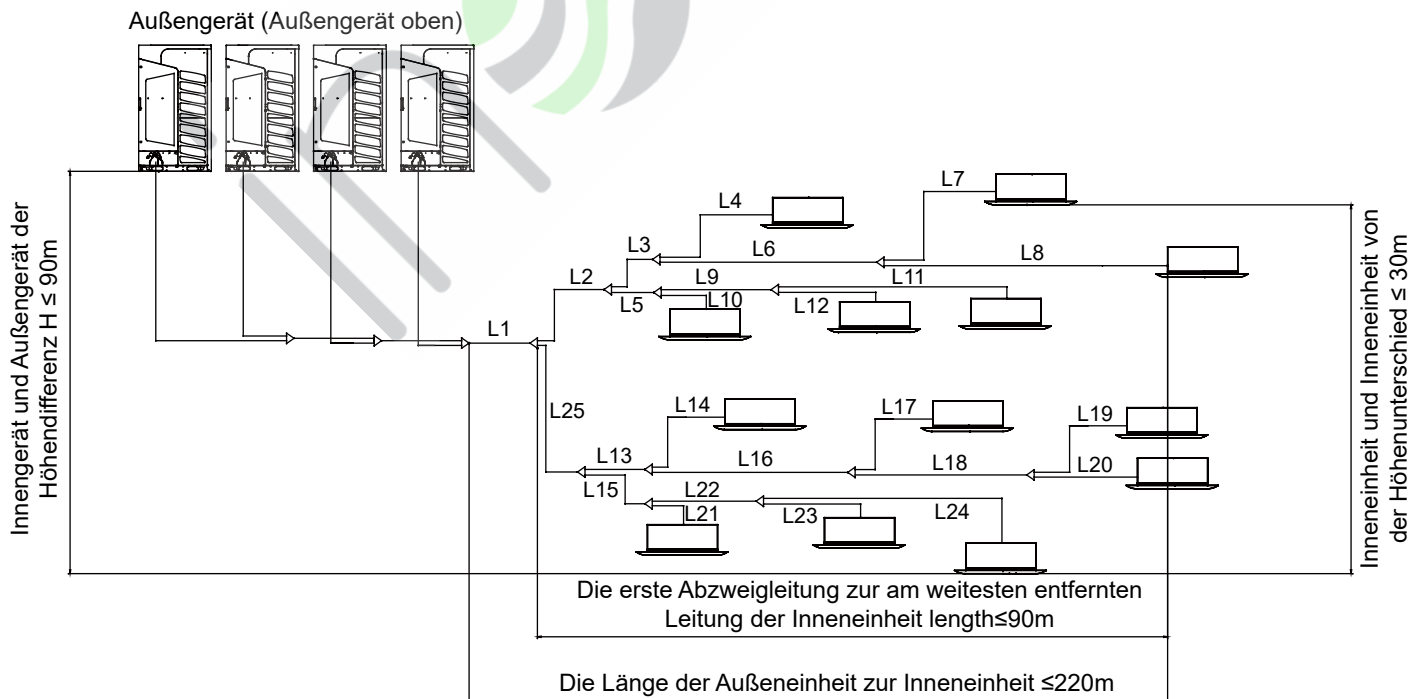 Außengerät (Außengerät oben)
Innengerät und Außengerät der
Höhendifferenz H ≤ 90m
L7
L4
L3
L6
L8
L2
L9
L11
L5
L10
L12
L1
L25
L14
L17
L19
L13
L16
L18
L20
L15
L22
L21
L23
L24
Inneneinheit und Inneneinheit von
der Höhenunterschied ≤ 30m
Die erste Abzweigleitung zur am weitesten entfernten
Leitung der Inneneinheit length≤90m
Die Länge der Außeneinheit zur Inneneinheit ≤220m